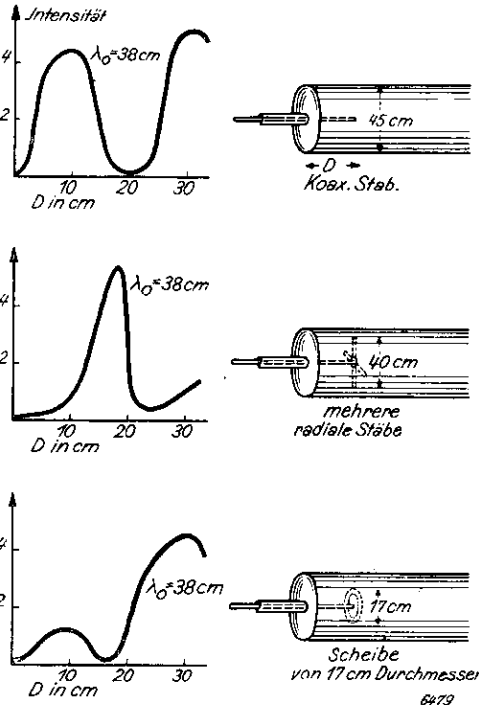 Intensität
4
λ₀=38cm
2
10 20 30
D in cm
45 cm
D
Koax. Stab.
4
λ₀=38cm
2
10 20 30
D in cm
40 cm
mehrere
radiale Stäbe
4
λ₀=38cm
2
10 20 30
D in cm
17cm
Scheibe
von 17 cm Durchmesser
6479